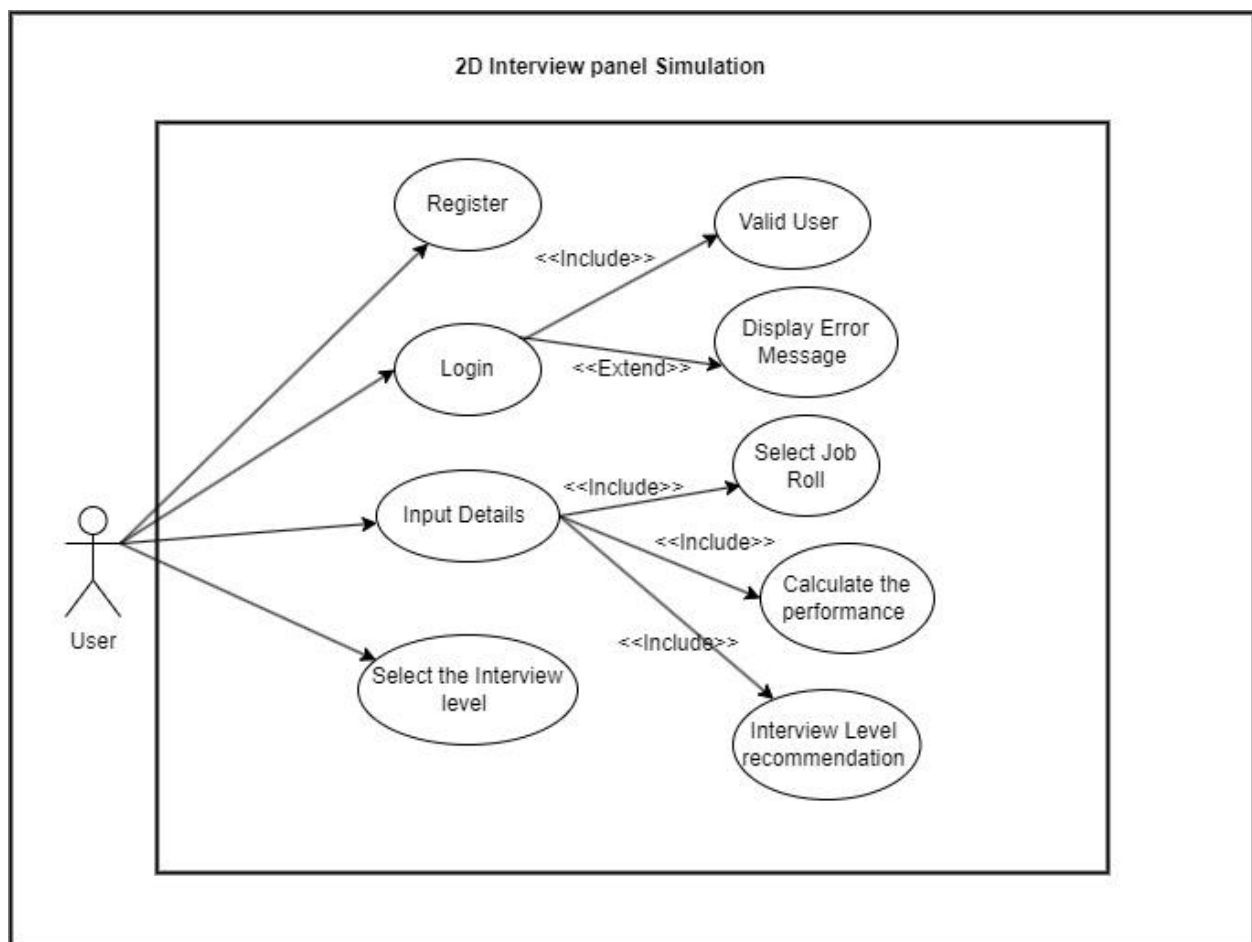 2D Interview panel Simulation
Register
Valid User
<<Include>>
Display Error
Message
Login
<<Extend>>
Select Job
Roll
<<Include>>
Input Details
<<Include>>
Calculate the
performance
User
<<Include>>
Select the Interview
level
Interview Level
recommendation